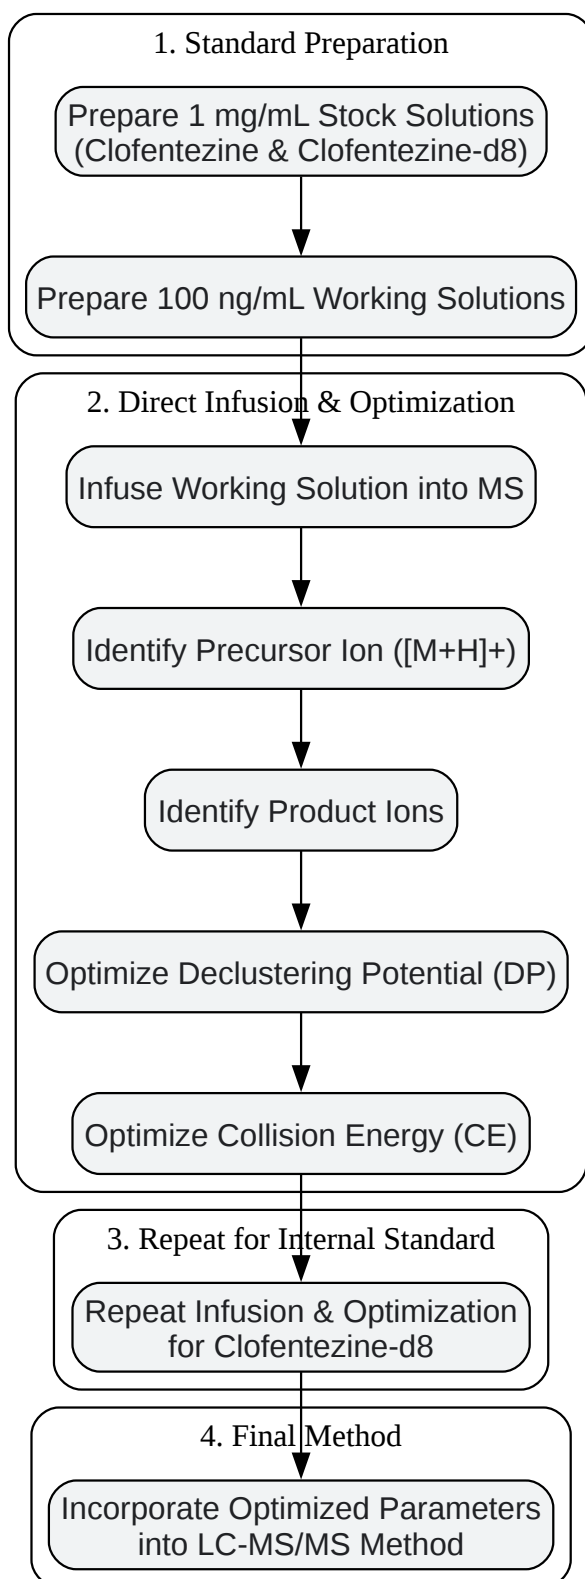 1. Standard Preparation
Prepare 1 mg/mL Stock Solutions
(Clofentezine & Clofentezine-d8)
Prepare 100 ng/mL Working Solutions
2. Direct Infusion & Optimization
Infuse Working Solution into MS
Identify Precursor Ion ([M+H]+)
Identify Product Ions
Optimize Declustering Potential (DP)
Optimize Collision Energy (CE)
3. Repeat for Internal Standard
Repeat Infusion & Optimization
for Clofentezine-d8
4. Final Method
Incorporate Optimized Parameters
into LC-MS/MS Method